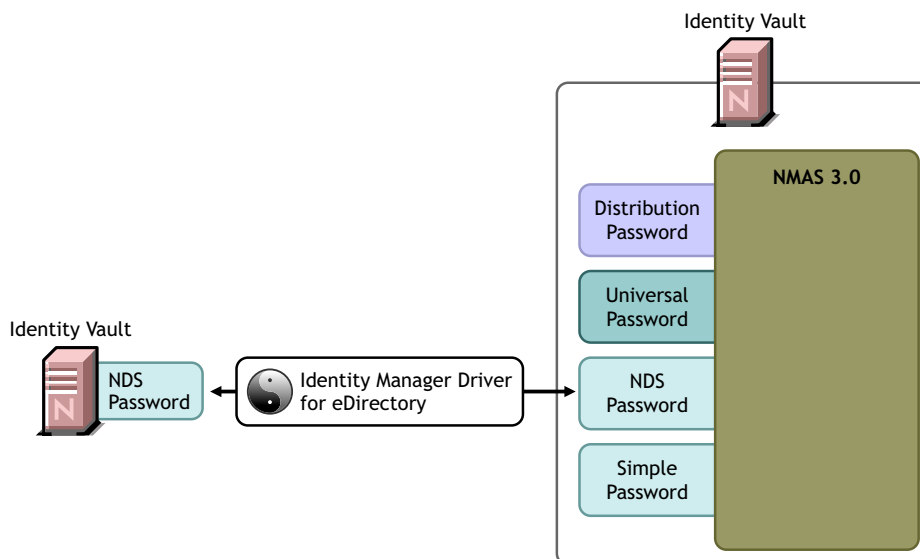 Identity Vault
N
NMAS 3.0
Distribution
Password
Universal
Password
Identity Vault
N
NDS
Password
Identity Manager Driver
for eDirectory
NDS
Password
Simple
Password